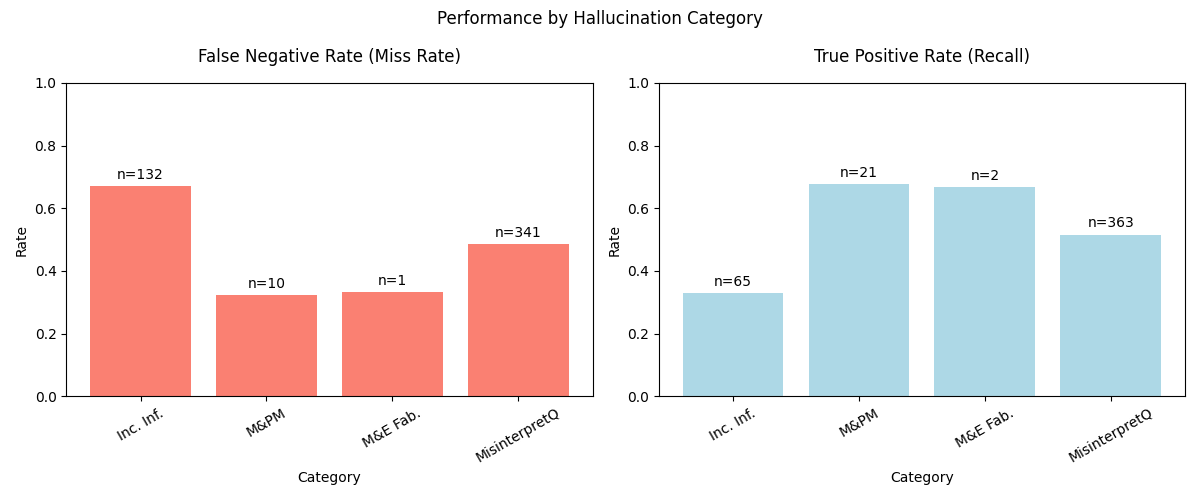 Performance by Hallucination Category
False Negative Rate (Miss Rate)
1.0
0.8
0.6
0.4
0.2
0.0
Rate
n=132
n=10
n=1
n=341
Inc. Inf.
M&PM
M&E Fab.
MisinterpretQ
Category
True Positive Rate (Recall)
1.0
0.8
0.6
0.4
0.2
0.0
Rate
n=65
n=21
n=2
n=363
Inc. Inf.
M&PM
M&E Fab.
MisinterpretQ
Category